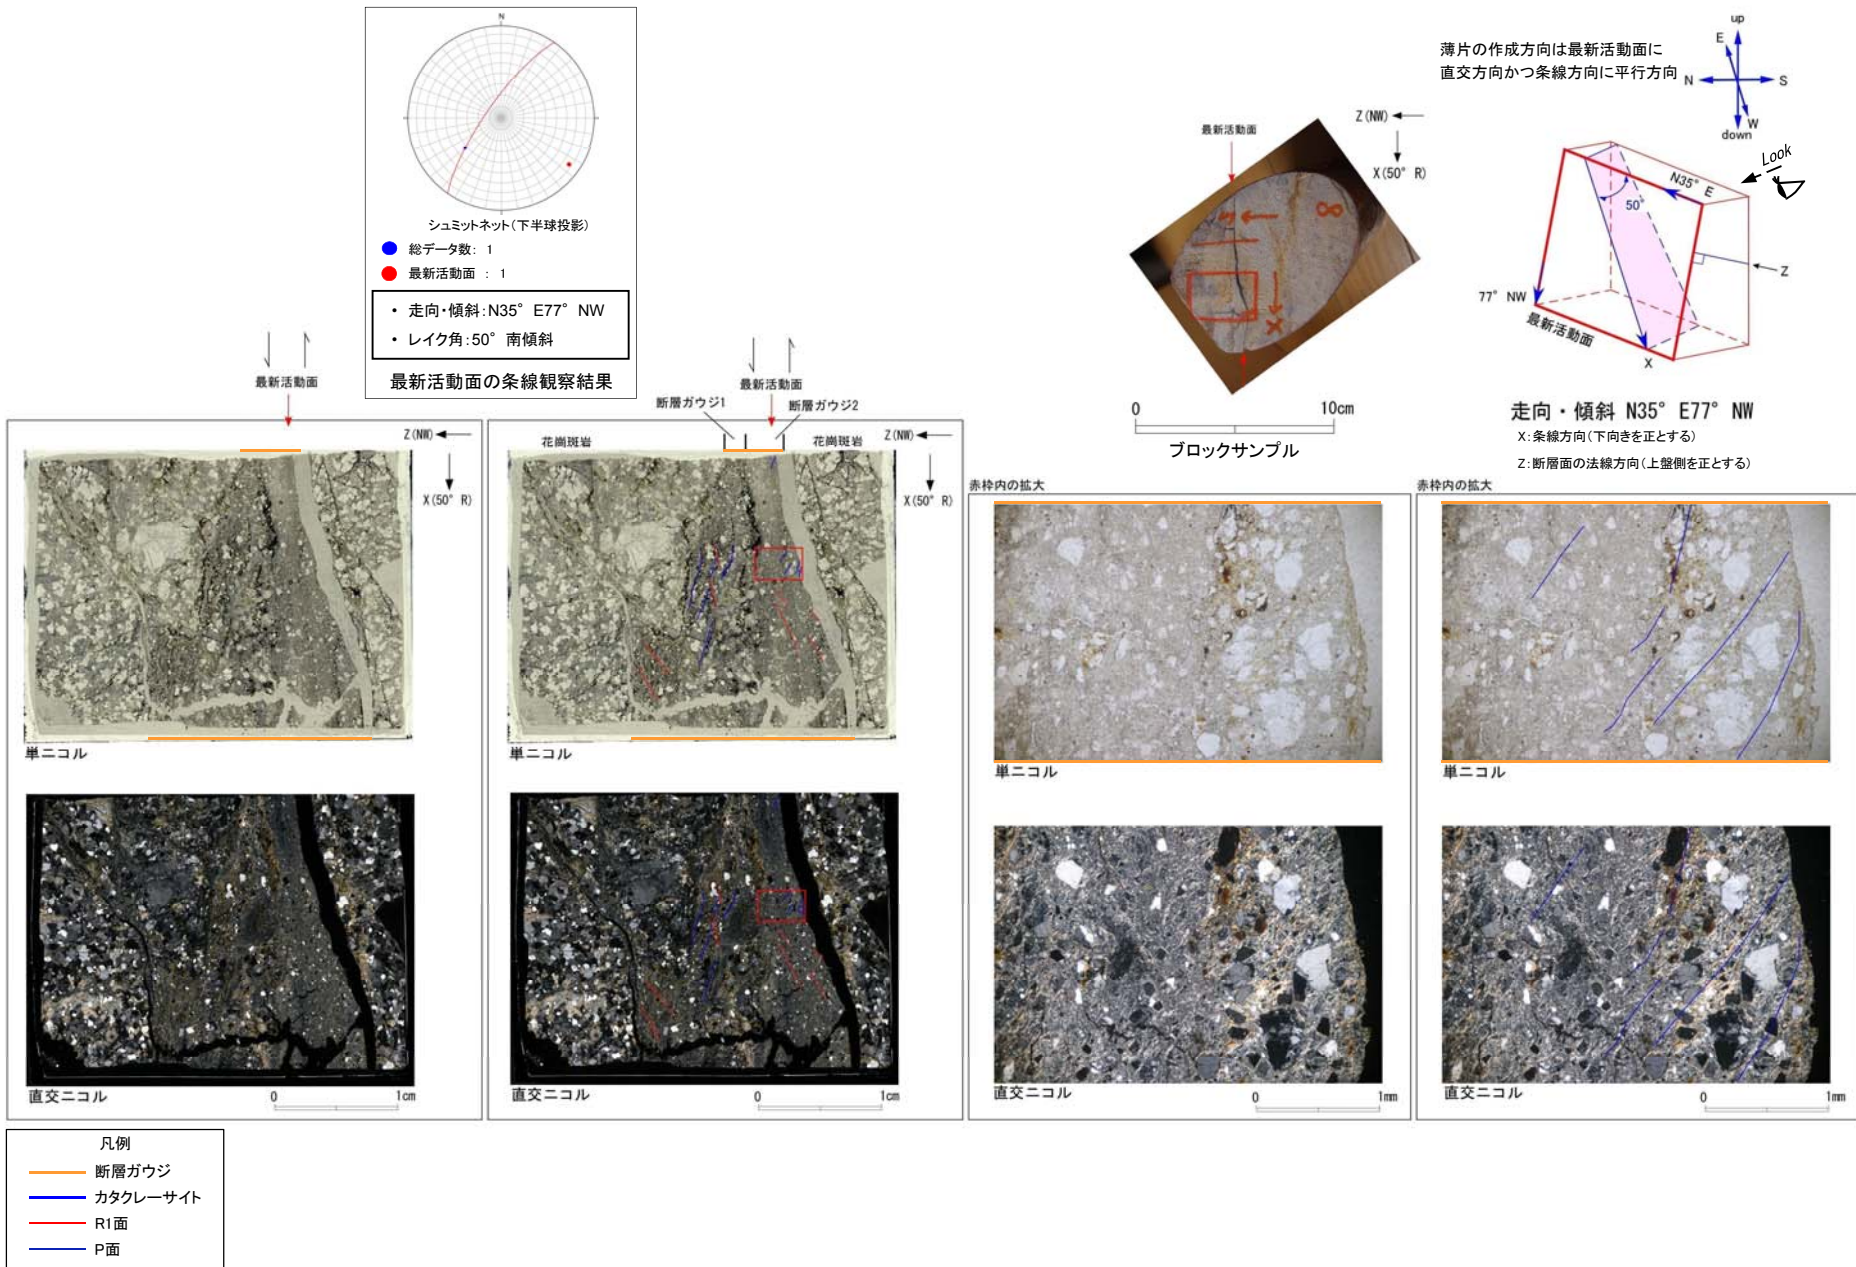 N
シュミットネット(下半球投影)
総データ数: 1
最新活動面 : 1
• 走向・傾斜:N35° E77° NW
• レイク角:50° 南傾斜
最新活動面の条線観察結果
薄片の作成方向は最新活動面に
直交方向かつ条線方向に平行方向
up
E
N
S
W
down
Look
N35° E
50°
Z
77° NW
最新活動面
X
走向・傾斜 N35° E77° NW
X:条線方向(下向きを正とする)
Z:断層面の法線方向(上盤側を正とする)
最新活動面
Z(NW)
X(50° R)
8
X
0 10cm
ブロックサンプル
最新活動面
Z(NW)
X(50° R)
単ニコル
直交ニコル
0 1cm
最新活動面
断層ガウジ1
断層ガウジ2
花崗斑岩
花崗斑岩
Z(NW)
X(50° R)
単ニコル
直交ニコル
0 1cm
赤枠内の拡大
単ニコル
直交ニコル
0 1mm
赤枠内の拡大
単ニコル
直交ニコル
0 1mm
凡例
断層ガウジ
カタクレーサイト
R1面
P面